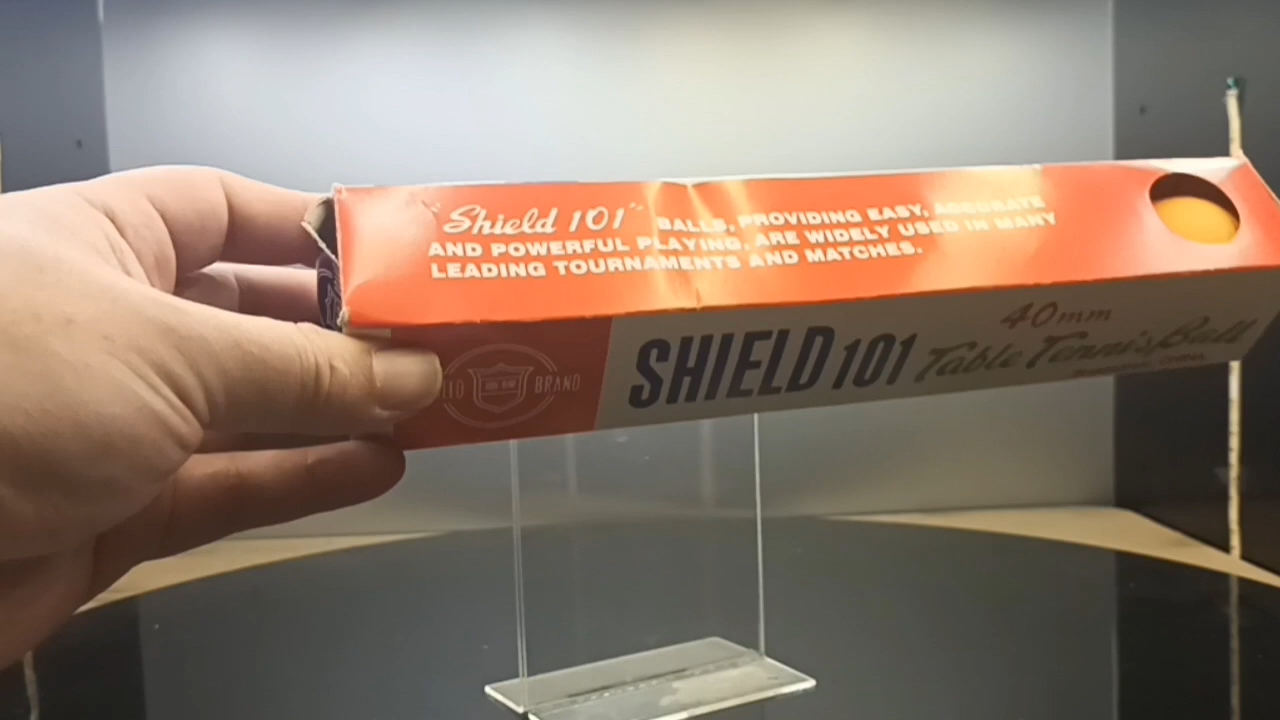 "Shield 101" BALLS, PROVIDING EASY, ACCURATE
AND POWERFUL PLAYING, ARE WIDELY USED IN MANY
LEADING TOURNAMENTS AND MATCHES.
BRAND
SHIELD 101
40mm
Table Tennis Ball